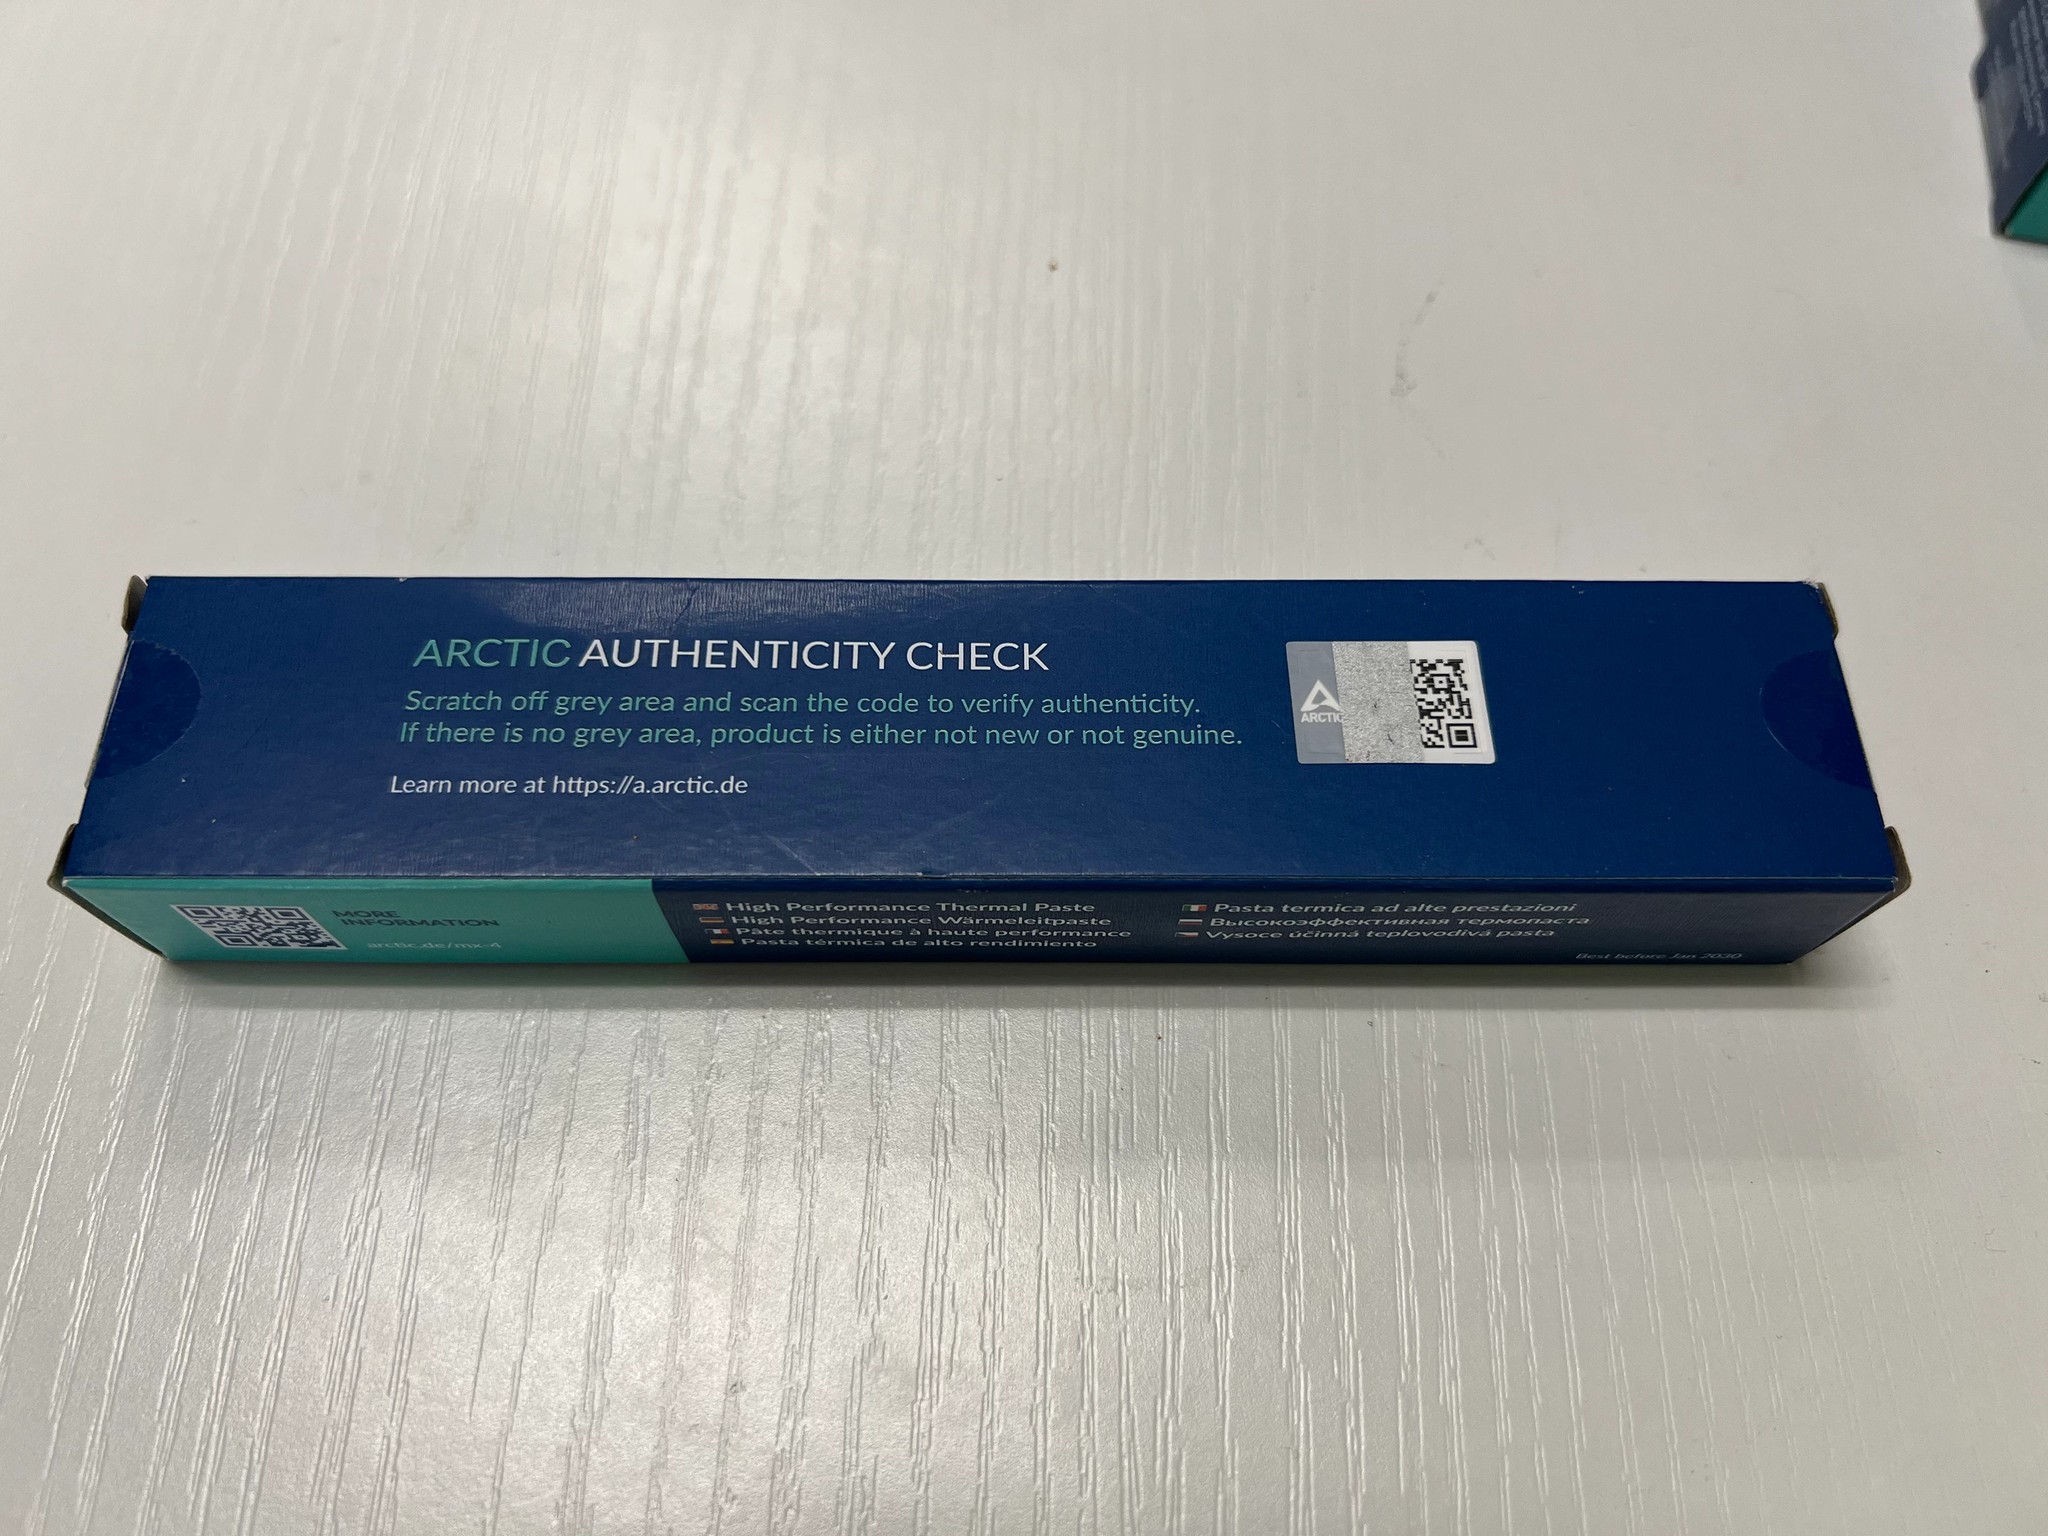 ARCTIC AUTHENTICITY CHECK
Scratch off grey area and scan the code to verify authenticity.
If there is no grey area, product is either not new or not genuine.
Learn more at https://a.arctic.de
ARCTIC
MORE
INFORMATION
arctic.de/mx-4
High Performance Thermal Paste
High Performance Wärmeleitpaste
Pâte thermique à haute performance
Pasta térmica de alto rendimiento
Pasta termica ad alte prestazioni
Высокоэффективная термопаста
Vysoce účinná teplovodivá pasta
Best before Jan 2030